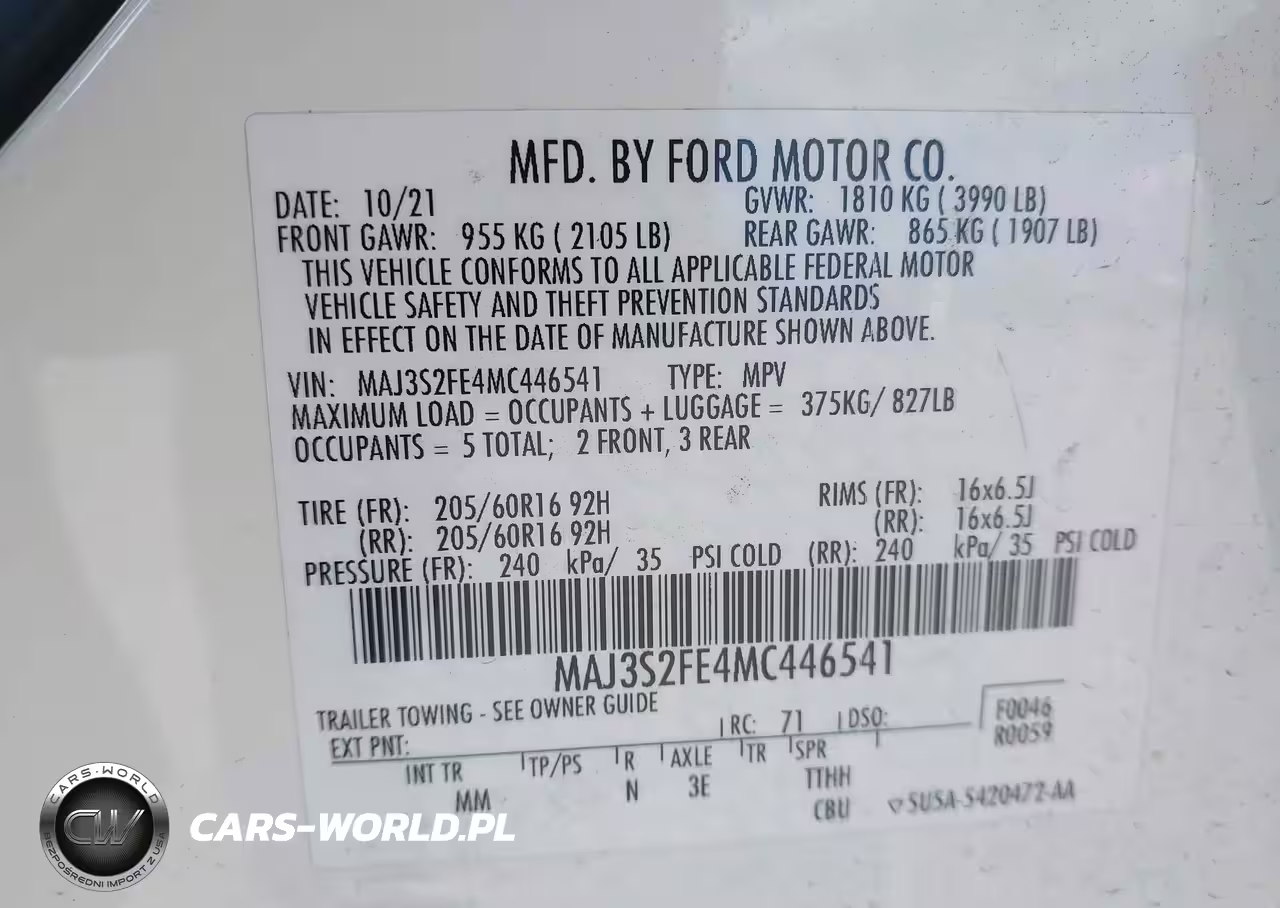 MFD. BY FORD MOTOR CO.
DATE: 10/21 GVWR: 1810 KG ( 3990 LB)
FRONT GAWR: 955 KG ( 2105 LB) REAR GAWR: 865 KG ( 1907 LB)
THIS VEHICLE CONFORMS TO ALL APPLICABLE FEDERAL MOTOR
VEHICLE SAFETY AND THEFT PREVENTION STANDARDS
IN EFFECT ON THE DATE OF MANUFACTURE SHOWN ABOVE.
VIN: MAJ3S2FE4MC446541 TYPE: MPV
MAXIMUM LOAD = OCCUPANTS + LUGGAGE = 375KG/ 827LB
OCCUPANTS = 5 TOTAL; 2 FRONT, 3 REAR
TIRE (FR): 205/60R16 92H RIMS (FR): 16x6.5J
(RR): 205/60R16 92H (RR): 16x6.5J
PRESSURE (FR): 240 kPa/ 35 PSI COLD (RR): 240 kPa/ 35 PSI COLD
MAJ3S2FE4MC446541
TRAILER TOWING - SEE OWNER GUIDE
EXT PNT: RC: 71 DSO: F0046
R0059
INT TR TP/PS R AXLE TR SPR
MM N 3E TTHH
CBU SUSA-S420472-AA
CARS-WORLD
CW
BEZPOŚREDNI IMPORT Z USA
CARS-WORLD.PL